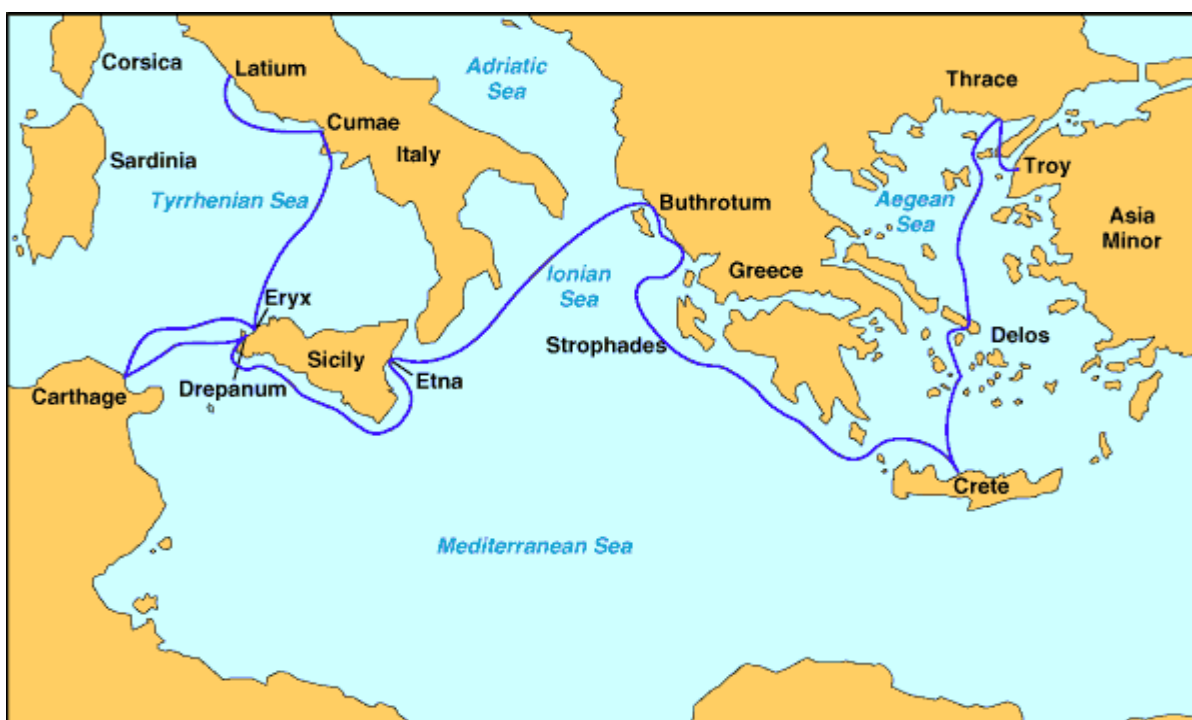 Corsica
Latium
Adriatic
Sea
Thrace
Cumae
Italy
Sardinia
Troy
Tyrrhenian Sea
Buthrotum
Aegean
Sea
Asia
Minor
Greece
Ionian
Sea
Eryx
Delos
Strophades
Sicily
Etna
Drepanum
Carthage
Crete
Mediterranean Sea